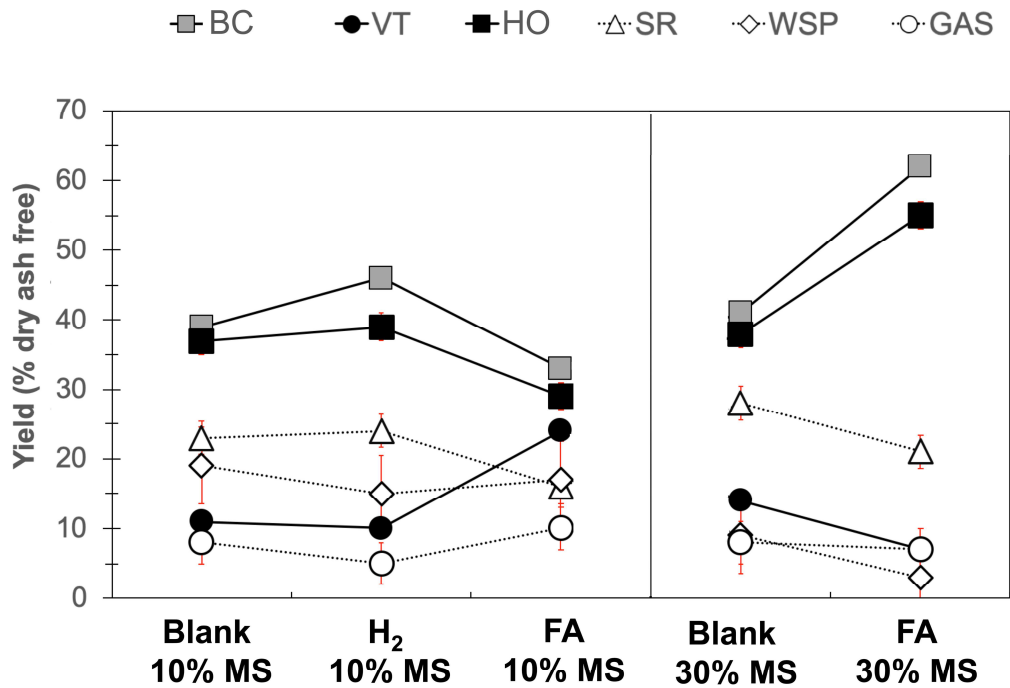 BC VT HO SR WSP GAS
Yield (% dry ash free)
70
60
50
40
30
20
10
0
Blank H₂ FA Blank FA
10% MS 10% MS 10% MS 30% MS 30% MS